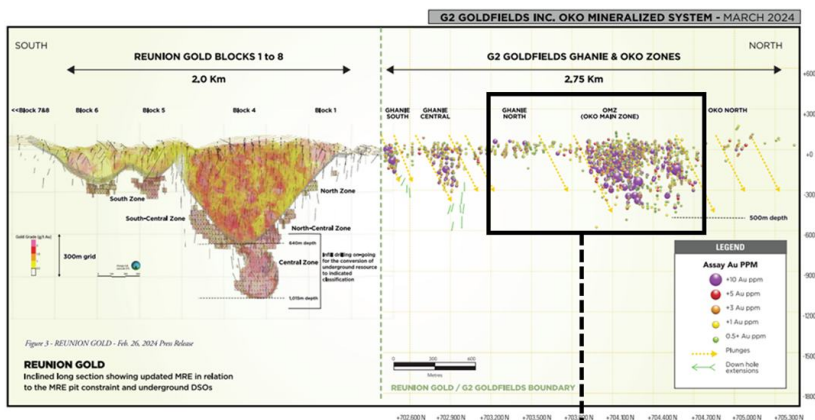 G2 GOLDFIELDS INC. OKO MINERALIZED SYSTEM - MARCH 2024
SOUTH
NORTH
REUNION GOLD BLOCKS 1 to 8
2.0 Km
G2 GOLDFIELDS GHANIE & OKO ZONES
2.75 Km
<<Block 7&8
Block 6
Block 5
Block 4
Block 1
GHANIE
SOUTH
GHANIE
CENTRAL
GHANIE
NORTH
OMZ
(OKO MAIN ZONE)
OKO NORTH
+600
+300
+0
-300
-600
-900
-1200
-1500
-1800
South Zone
North Zone
South-Central Zone
North-Central Zone
640m depth
Central Zone
Infill drilling on-going
for the conversion of
underground resource
to indicated
classification
1,015m depth
500m depth
Gold Grade (g/t Au)
300m grid
LEGEND
Assay Au PPM
+10 Au ppm
+5 Au ppm
+3 Au ppm
+1 Au ppm
0.5+ Au ppm
Plunges
Down hole
extensions
Figure 3 - REUNION GOLD - Feb. 26, 2024 Press Release
REUNION GOLD
Inclined long section showing updated MRE in relation
to the MRE pit constraint and underground DSOs
0 300 600
Metres
REUNION GOLD / G2 GOLDFIELDS BOUNDARY
+702,600 N +702,900 N +703,200 N +703,500 N +704,100 N +704,400 N +704,700 N +705,000 N +705,300 N